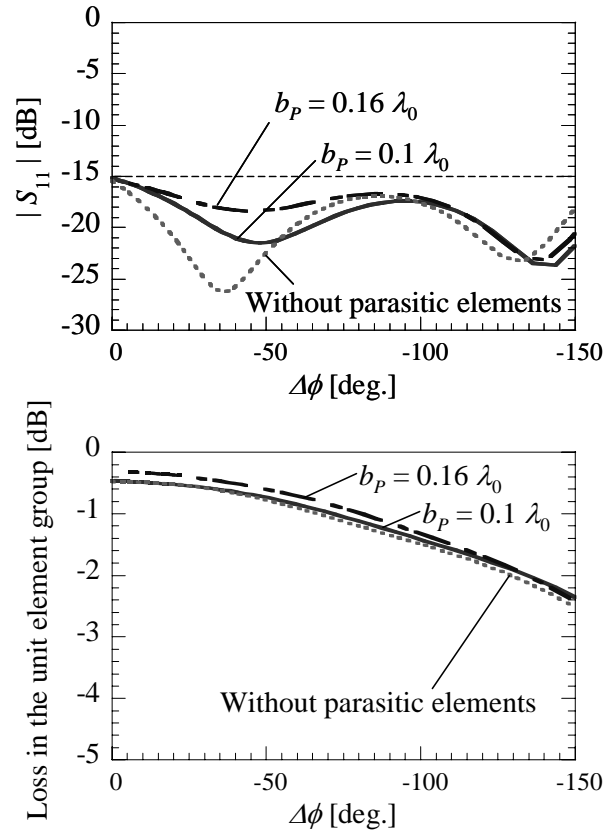 0
-5
-10
-15
-20
-25
-30
| S11 | [dB]
bP = 0.16 λ0
bP = 0.1 λ0
Without parasitic elements
0
-50
-100
-150
Δϕ [deg.]
0
-1
-2
-3
-4
-5
Loss in the unit element group [dB]
bP = 0.16 λ0
bP = 0.1 λ0
Without parasitic elements
0
-50
-100
-150
Δϕ [deg.]